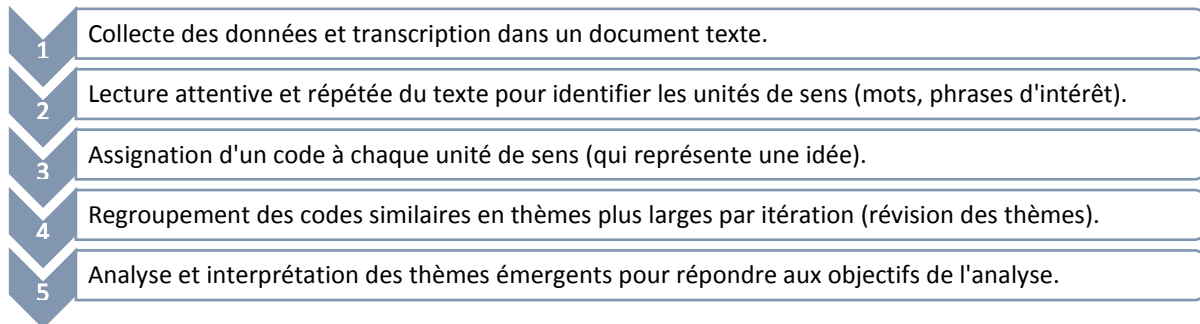 1 Collecte des données et transcription dans un document texte.
2 Lecture attentive et répétée du texte pour identifier les unités de sens (mots, phrases d'intérêt).
3 Assignation d'un code à chaque unité de sens (qui représente une idée).
4 Regroupement des codes similaires en thèmes plus larges par itération (révision des thèmes).
5 Analyse et interprétation des thèmes émergents pour répondre aux objectifs de l'analyse.